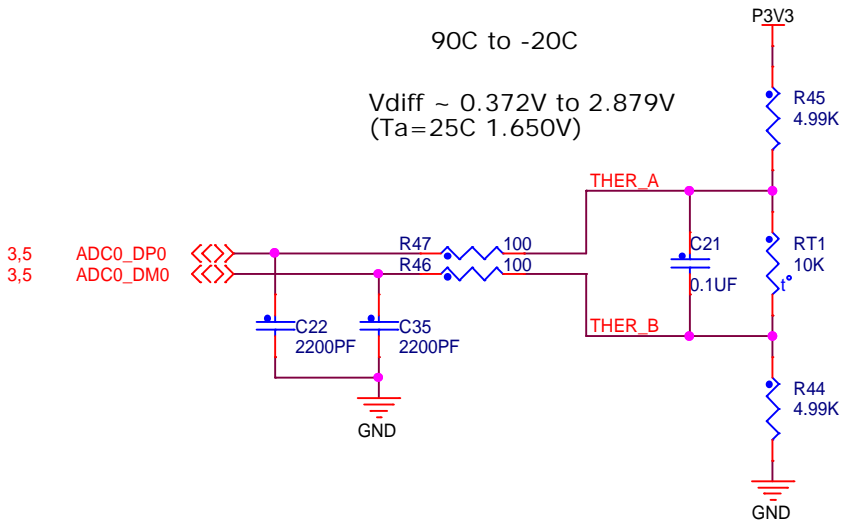 P3V3
90C to -20C
Vdiff ~ 0.372V to 2.879V
(Ta=25C 1.650V)
R45
4.99K
THER_A
3,5 ADC0_DP0 R47 100
3,5 ADC0_DM0 R46 100
C21
0.1UF
RT1
10K
t°
C22
2200PF
C35
2200PF
THER_B
R44
4.99K
GND
GND